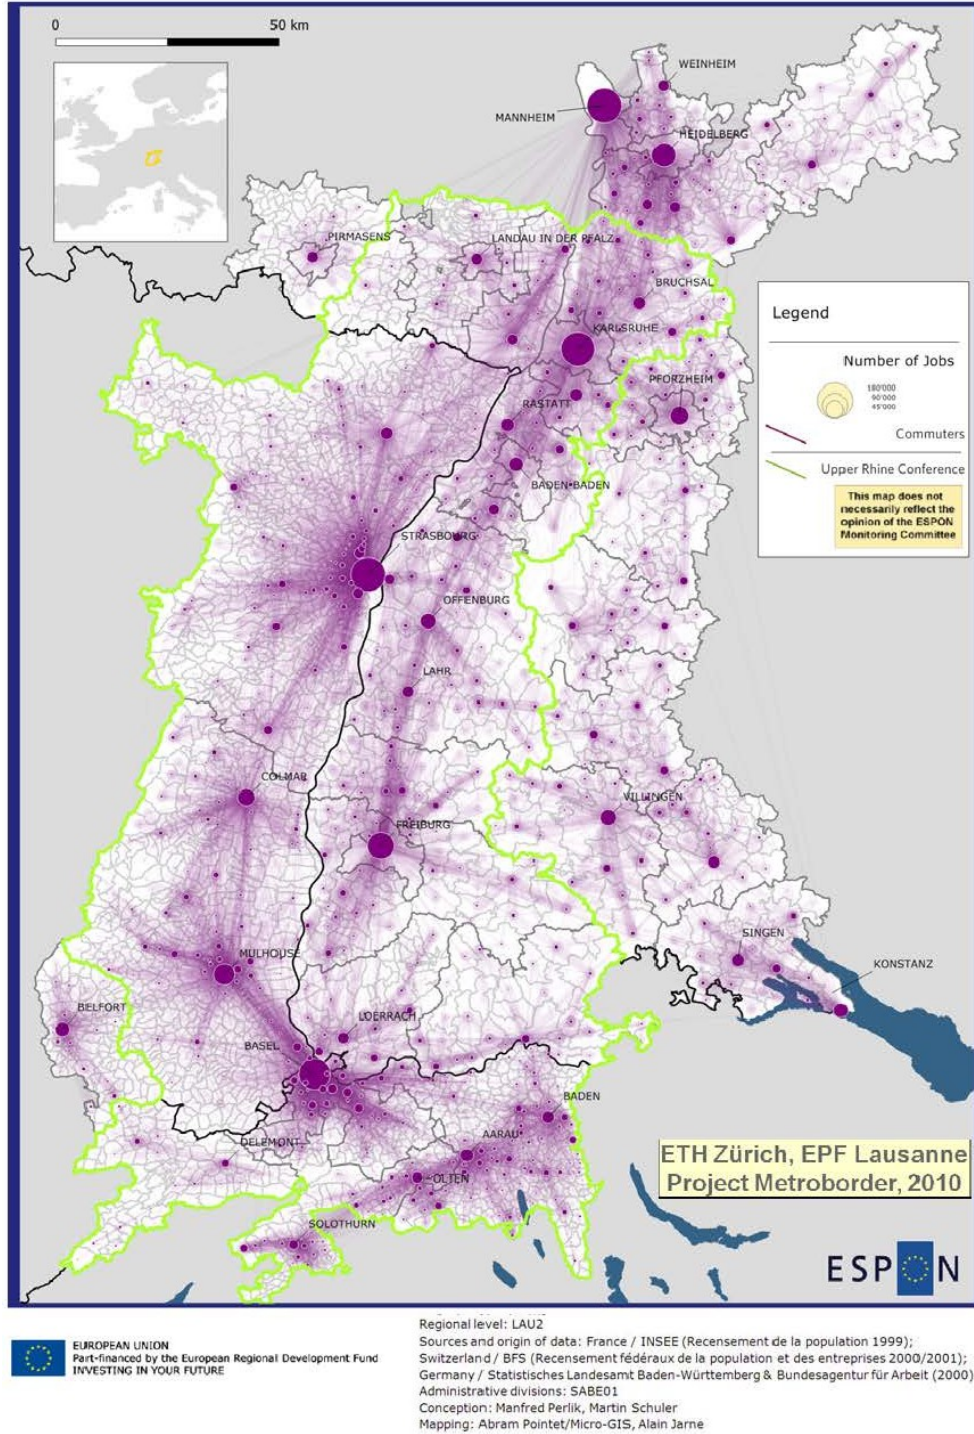 0 50 km
WEINHEIM
MANNHEIM
HEIDELBERG
PIRMASENS
LANDAU IN DER PFALZ
BRUCHSAL
KARLSRUHE
PFORZHEIM
RASTATT
BADEN-BADEN
STRASBOURG
OFFENBURG
LAHR
COLMAR
VILLINGEN
FREIBURG
SINGEN
MULHOUSE
KONSTANZ
BELFORT
LOERRACH
BASEL
BADEN
DELEMONT
AARAU
OLTEN
SOLOTHURN
Legend
Number of Jobs
180'000
90'000
45'000
Commuters
Upper Rhine Conference
This map does not
necessarily reflect the
opinion of the ESPON
Monitoring Committee
ETH Zürich, EPF Lausanne
Project Metroborder, 2010
ESPON
EUROPEAN UNION
Part-financed by the European Regional Development Fund
INVESTING IN YOUR FUTURE
Regional level: LAU2
Sources and origin of data: France / INSEE (Recensement de la population 1999);
Switzerland / BFS (Recensement fédéraux de la population et des entreprises 2000/2001);
Germany / Statistisches Landesamt Baden-Württemberg & Bundesagentur für Arbeit (2000)
Administrative divisions: SABE01
Conception: Manfred Perlik, Martin Schuler
Mapping: Abram Pointet/Micro-GIS, Alain Jarne